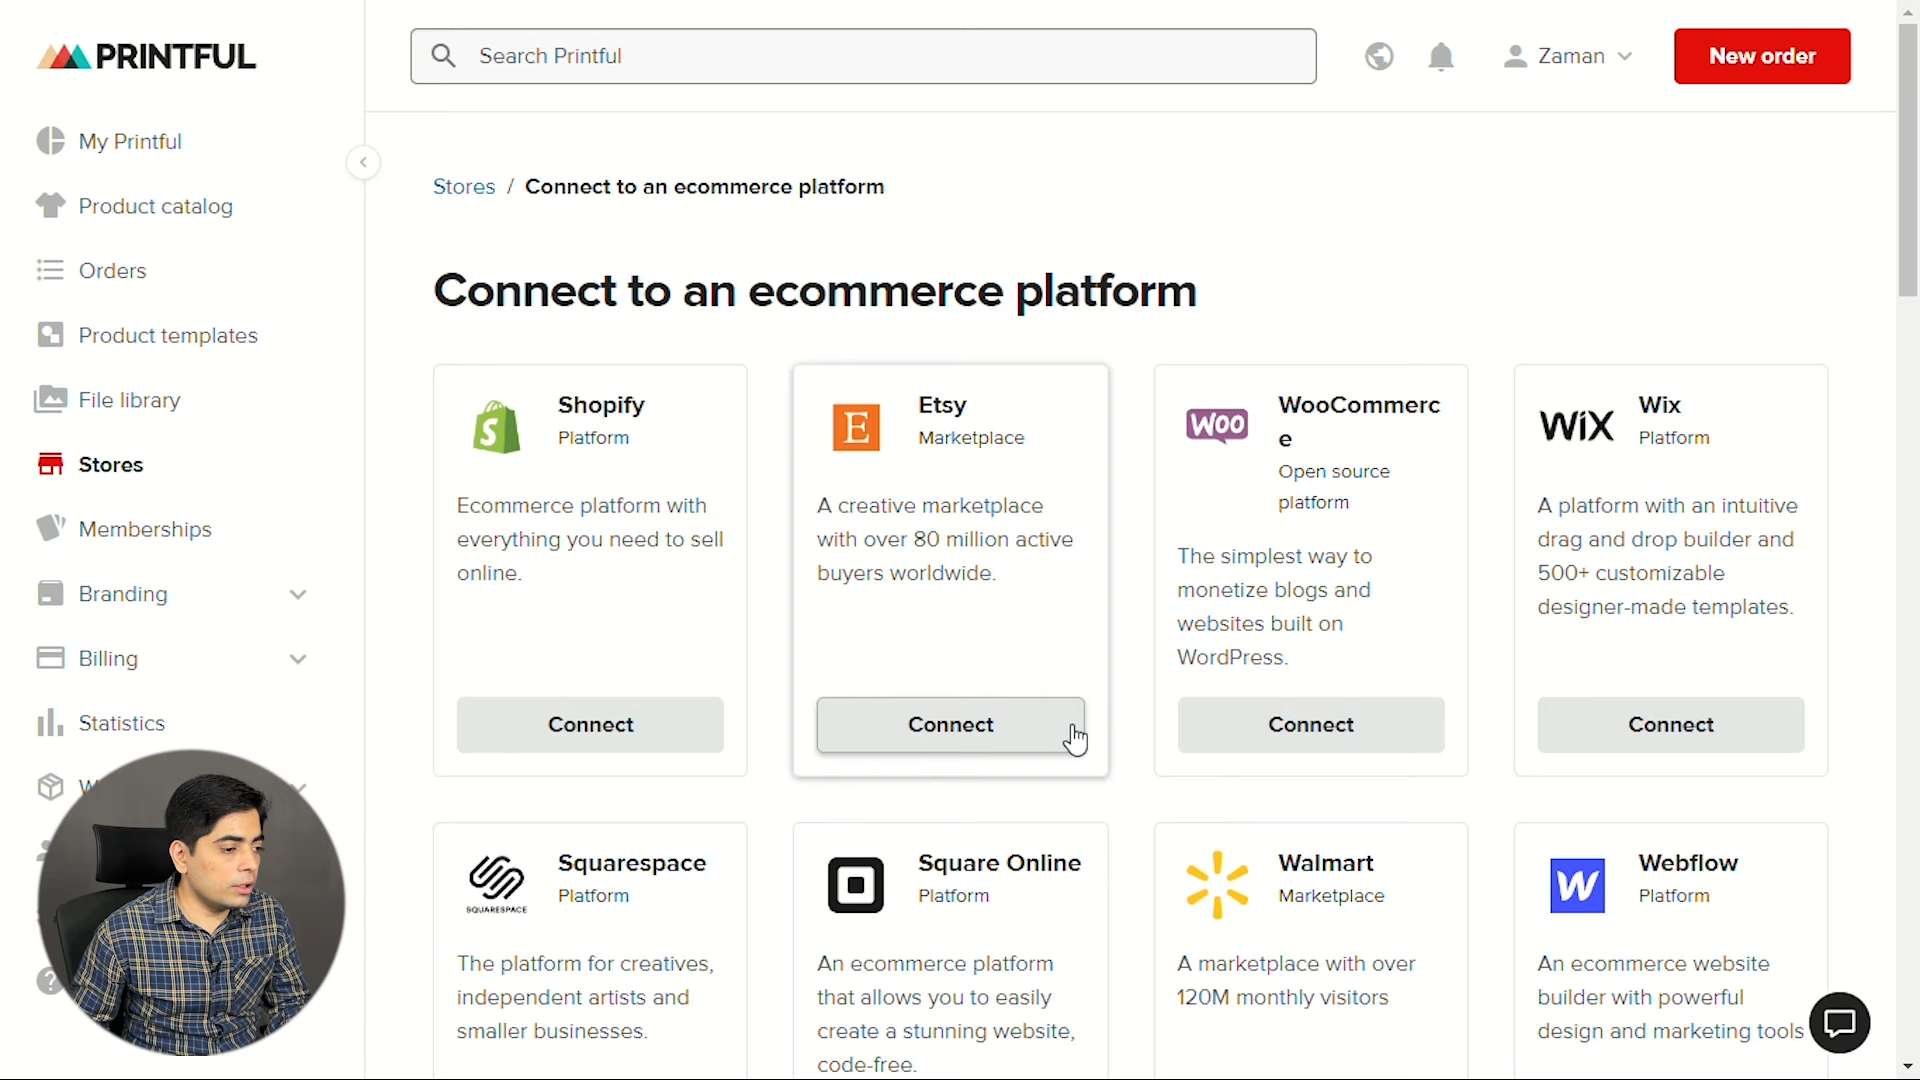 PRINTFUL
Search Printful
Zaman
New order
My Printful
Product catalog
Orders
Product templates
File library
Stores
Memberships
Branding
Billing
Statistics
Stores / Connect to an ecommerce platform
Connect to an ecommerce platform
Shopify
Platform
Ecommerce platform with
everything you need to sell
online.
Connect
E
Etsy
Marketplace
A creative marketplace
with over 80 million active
buyers worldwide.
Connect
WOO
WooCommerc
e
Open source
platform
The simplest way to
monetize blogs and
websites built on
WordPress.
Connect
WiX
Wix
Platform
A platform with an intuitive
drag and drop builder and
500+ customizable
designer-made templates.
Connect
SQUARESPACE
Squarespace
Platform
The platform for creatives,
independent artists and
smaller businesses.
Square Online
Platform
An ecommerce platform
that allows you to easily
create a stunning website,
code-free.
Walmart
Marketplace
A marketplace with over
120M monthly visitors
W
Webflow
Platform
An ecommerce website
builder with powerful
design and marketing tools